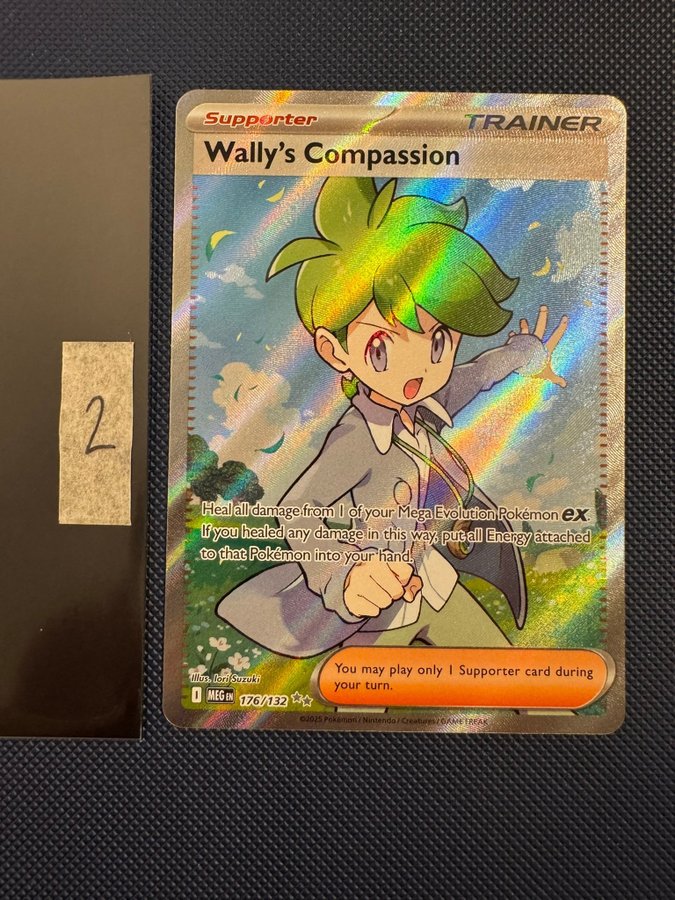 Supporter TRAINER
Wally's Compassion
2
Heal all damage from 1 of your Mega Evolution Pokémon ex.
If you healed any damage in this way, put all Energy attached
to that Pokémon into your hand.
Illus. Iori Suzuki
You may play only 1 Supporter card during
your turn.
I MEG EN 176/132
©2025 Pokémon / Nintendo / Creatures / GAME FREAK